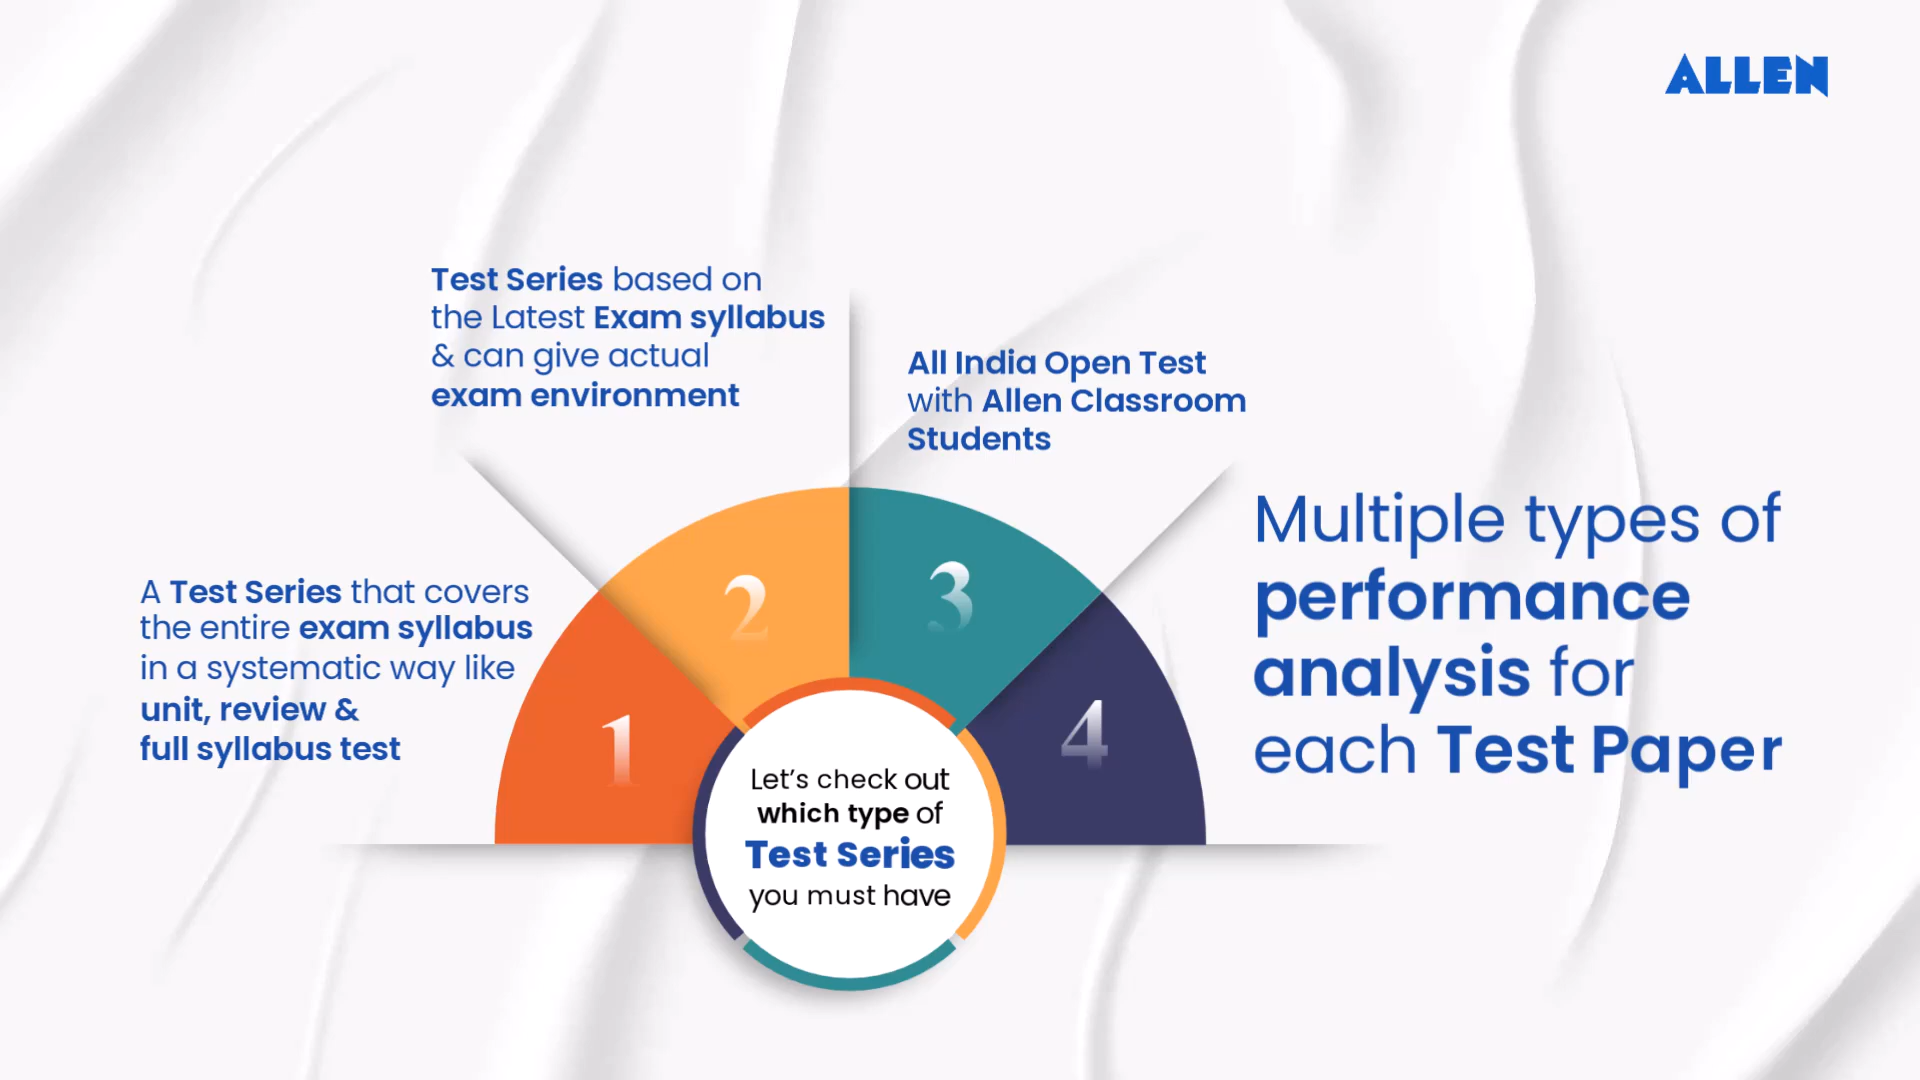 ALLEN
Test Series based on
the Latest Exam syllabus
& can give actual
exam environment
All India Open Test
with Allen Classroom
Students
A Test Series that covers
the entire exam syllabus
in a systematic way like
unit, review &
full syllabus test
Multiple types of
performance
analysis for
each Test Paper
1
2
3
4
Let's check out
which type of
Test Series
you must have